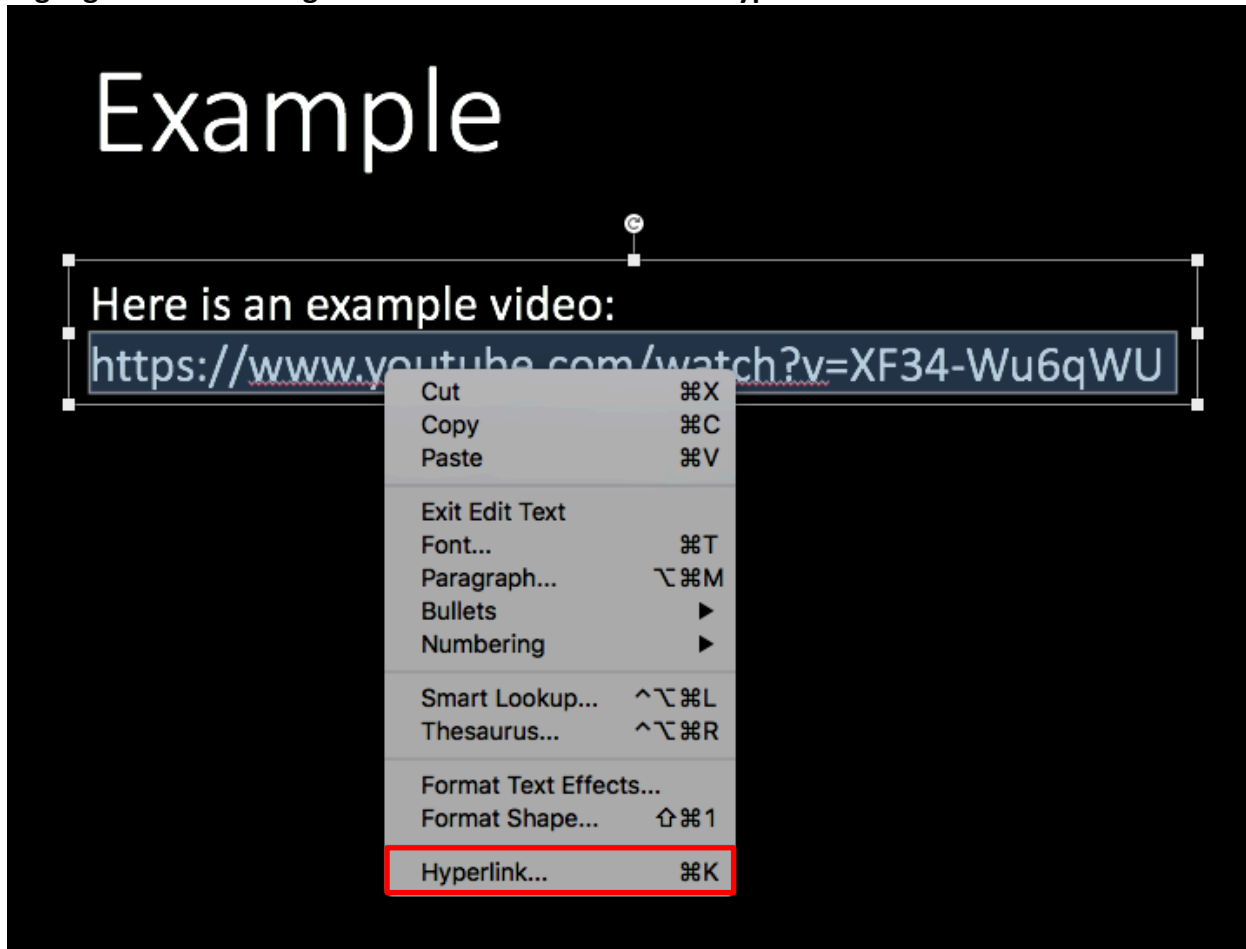 Example
Here is an example video:
https://www.youtube.com/watch?v=XF34-Wu6qWU
Cut ⌘X
Copy ⌘C
Paste ⌘V
Exit Edit Text
Font... ⌘T
Paragraph... ⌥⌘M
Bullets ▶
Numbering ▶
Smart Lookup... ^⌥⌘L
Thesaurus... ^⌥⌘R
Format Text Effects...
Format Shape... ⇧⌘1
Hyperlink... ⌘K